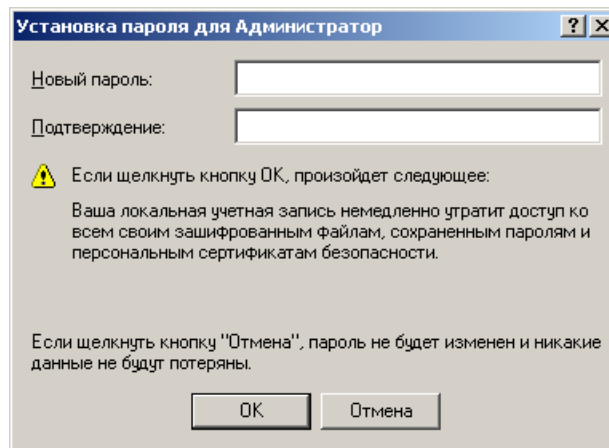 Установка пароля для Администратор
Новый пароль:
Подтверждение:
Если щелкнуть кнопку ОК, произойдет следующее:
Ваша локальная учетная запись немедленно утратит доступ ко
всем своим зашифрованным файлам, сохраненным паролям и
персональным сертификатам безопасности.
Если щелкнуть кнопку "Отмена", пароль не будет изменен и никакие
данные не будут потеряны.
ОК
Отмена